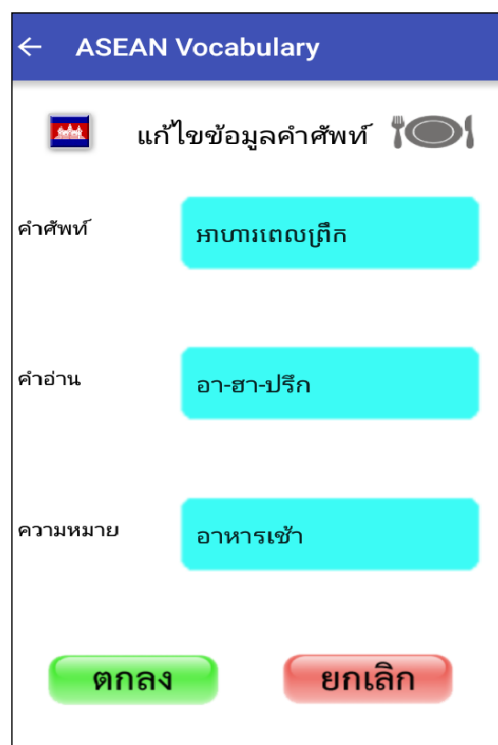 ASEAN Vocabulary
แก้ไขข้อมูลคำศัพท์
คำศัพท์
អាហារពេលព្រឹក
คำอ่าน
อา-ฮา-ปรึก
ความหมาย
อาหารเช้า
ตกลง ยกเลิก